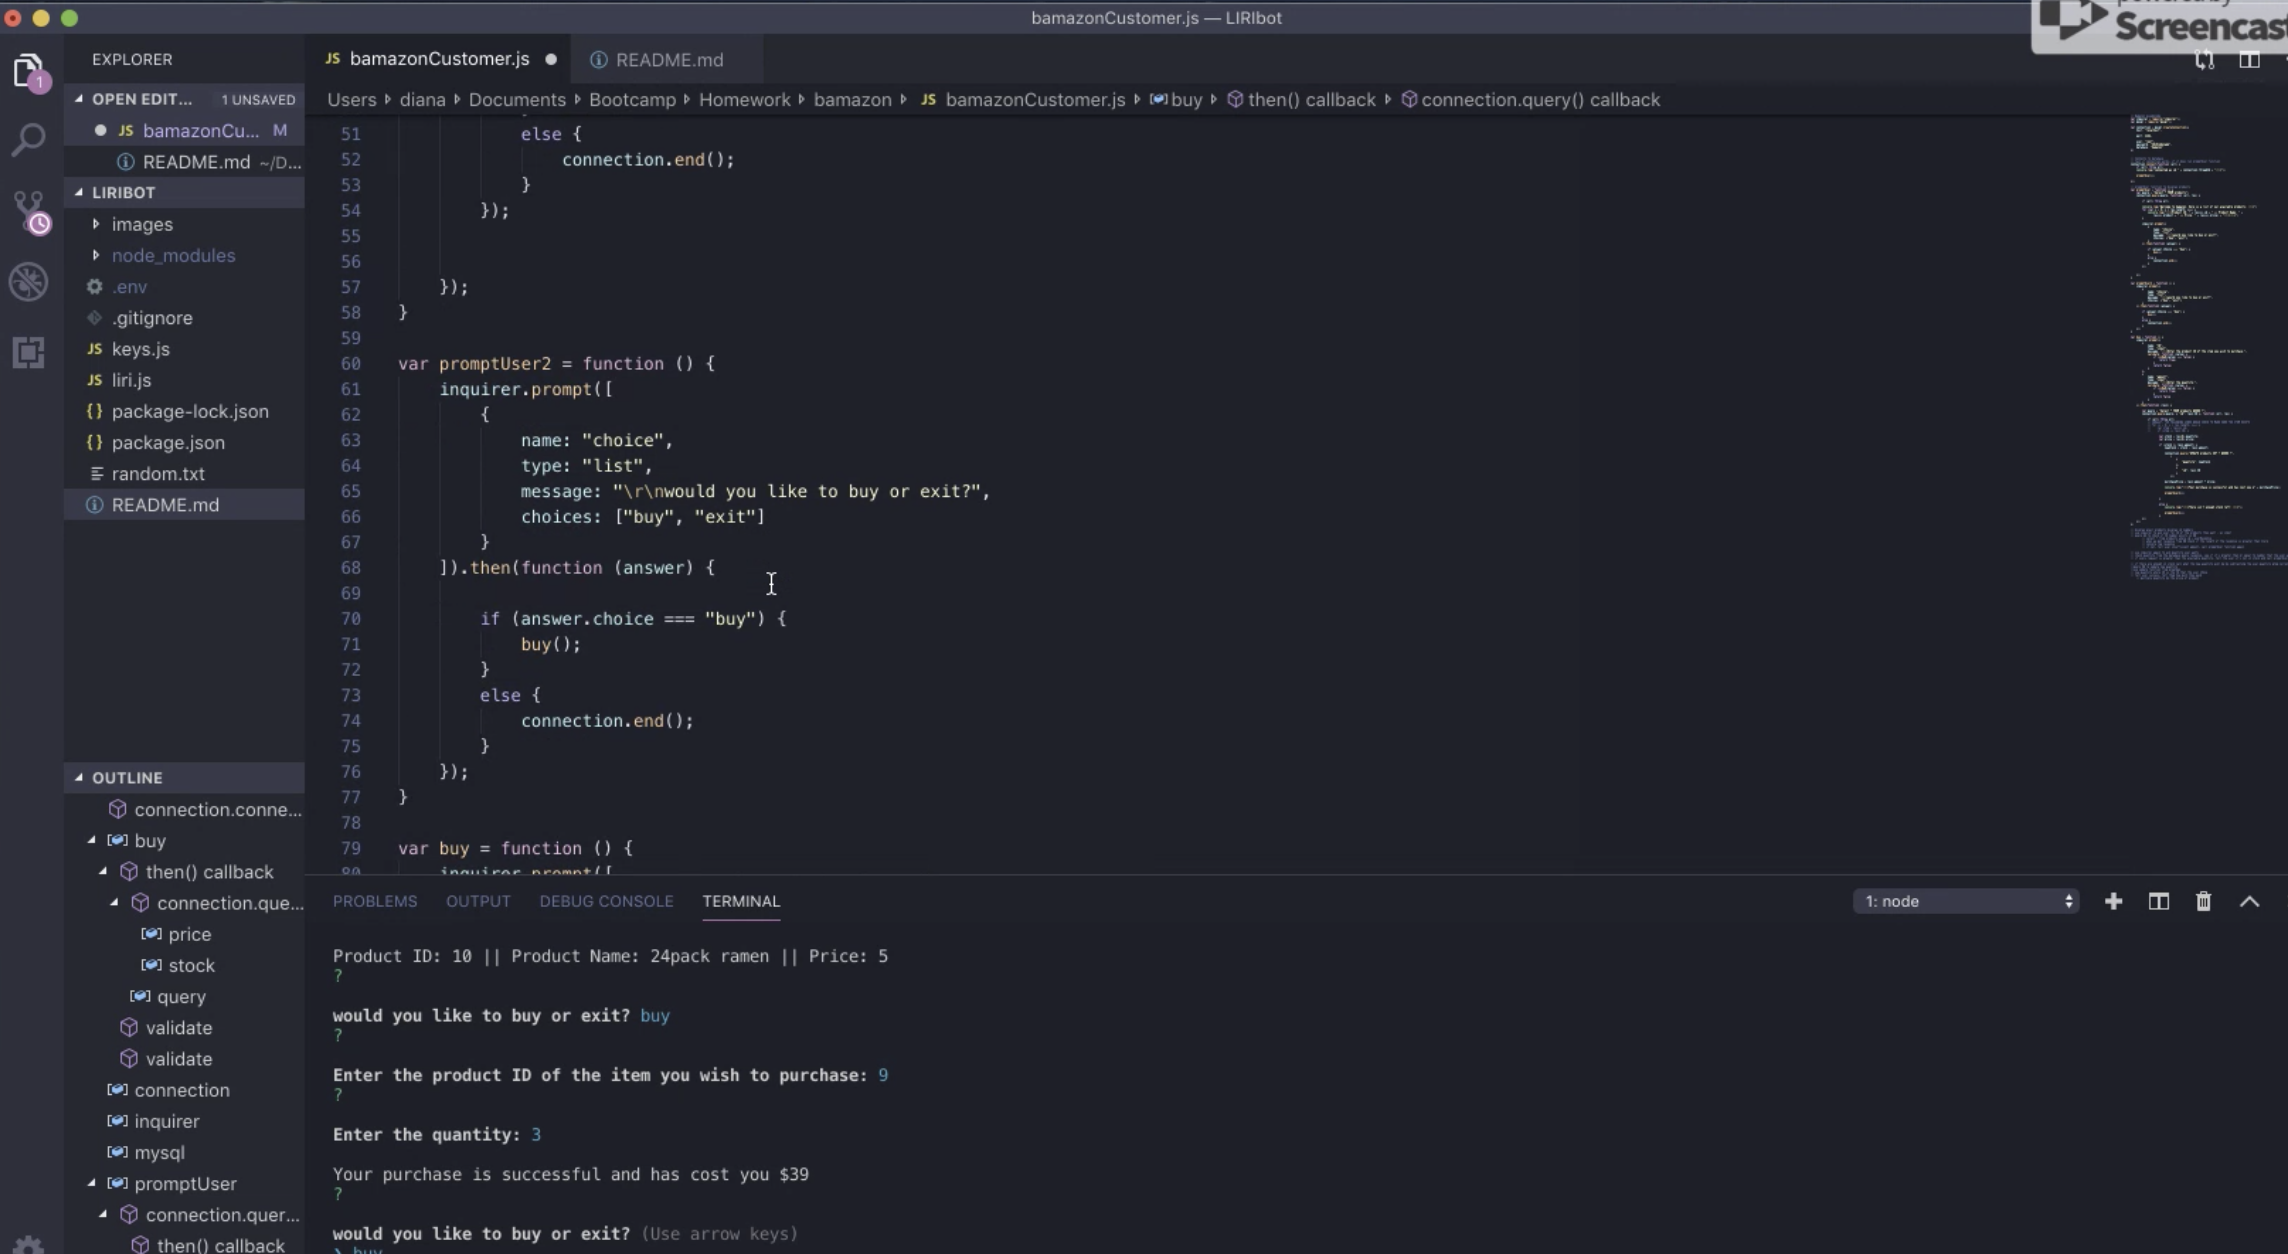 bamazonCustomer.js — LIRIbot
Screencas
EXPLORER
JS bamazonCustomer.js
README.md
OPEN EDIT... 1 UNSAVED
JS bamazonCu... M
README.md ~/D...
LIRIBOT
images
node_modules
.env
.gitignore
JS keys.js
JS liri.js
{} package-lock.json
{} package.json
random.txt
README.md
OUTLINE
connection.conne...
buy
then() callback
connection.que...
price
stock
query
validate
validate
connection
inquirer
mysql
promptUser
connection.quer...
then() callback
1
Users diana Documents Bootcamp Homework bamazon JS bamazonCustomer.js buy then() callback connection.query() callback
51 else {
52 connection.end();
53 }
54 });
55
56
57 });
58 }
59
60 var promptUser2 = function () {
61 inquirer.prompt([
62 {
63 name: "choice",
64 type: "list",
65 message: "\r\nwould you like to buy or exit?",
66 choices: ["buy", "exit"]
67 }
68 ]).then(function (answer) {
69
70 if (answer.choice === "buy") {
71 buy();
72 }
73 else {
74 connection.end();
75 }
76 });
77 }
78
79 var buy = function () {
80 inquirer.prompt([
PROBLEMS OUTPUT DEBUG CONSOLE TERMINAL 1: node
Product ID: 10 || Product Name: 24pack ramen || Price: 5
?
would you like to buy or exit? buy
?
Enter the product ID of the item you wish to purchase: 9
?
Enter the quantity: 3
Your purchase is successful and has cost you $39
?
would you like to buy or exit? (Use arrow keys)
buy